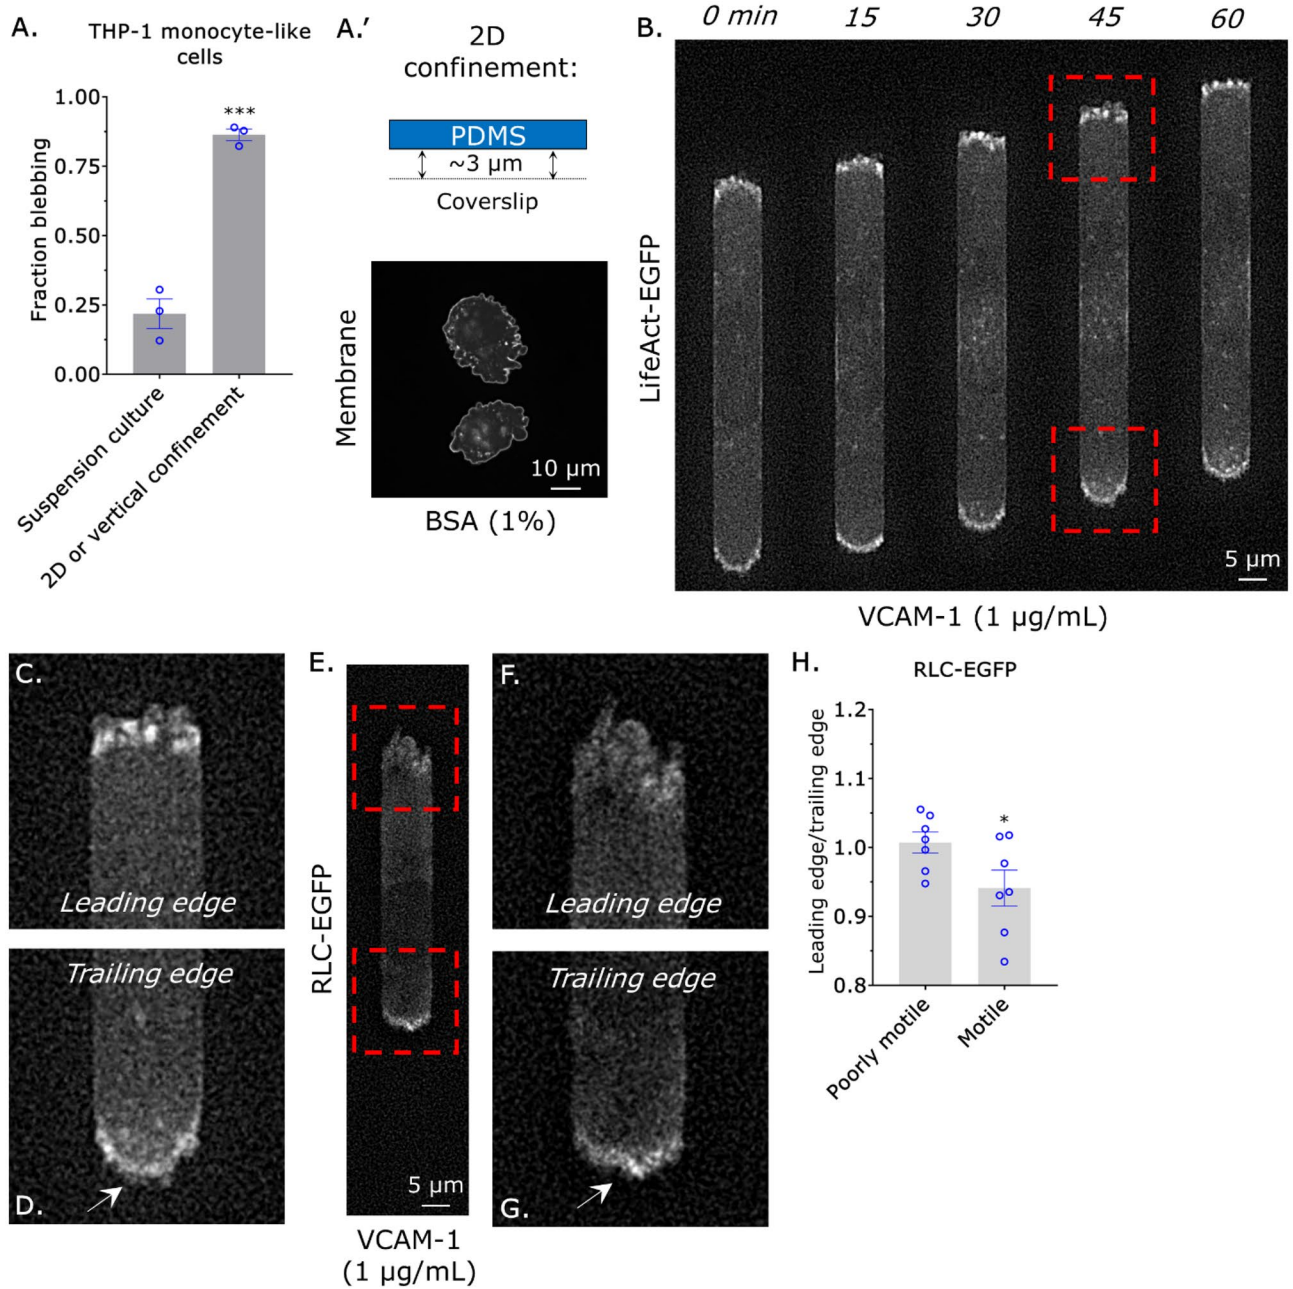 A.
THP-1 monocyte-like
cells
Fraction blebbing
1.00
***
0.75
0.50
0.25
0.00
Suspension culture
2D or vertical confinement
A.'
2D
confinement:
PDMS
~3 µm
Coverslip
Membrane
10 µm
BSA (1%)
B.
0 min
15
30
45
60
LifeAct-EGFP
5 µm
VCAM-1 (1 µg/mL)
C.
Leading edge
Trailing edge
D.
E.
RLC-EGFP
5 µm
VCAM-1
(1 µg/mL)
F.
Leading edge
Trailing edge
G.
H.
RLC-EGFP
Leading edge/trailing edge
1.2
1.1
1.0
*
0.9
0.8
Poorly motile
Motile